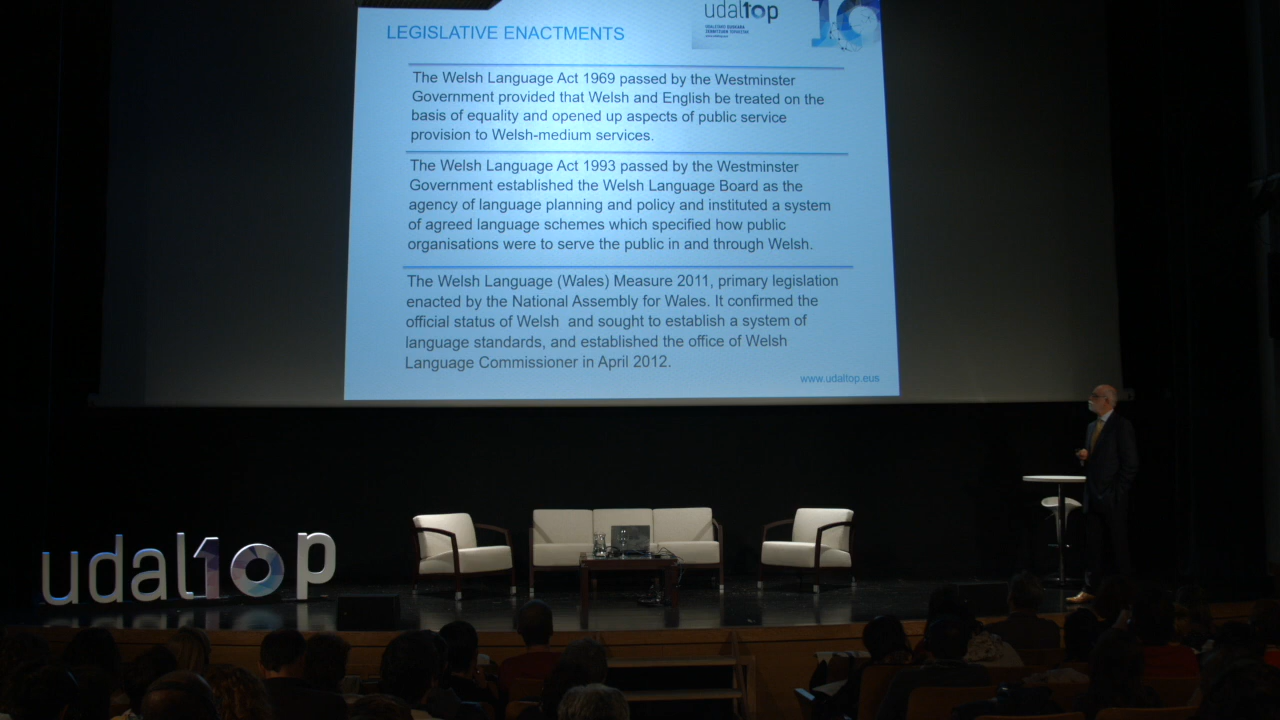 LEGISLATIVE ENACTMENTS
udaltop
UDALETAKO EUSKARA
ZERBITZUEN TOPAKETAK
10
The Welsh Language Act 1969 passed by the Westminster
Government provided that Welsh and English be treated on the
basis of equality and opened up aspects of public service
provision to Welsh-medium services.
The Welsh Language Act 1993 passed by the Westminster
Government established the Welsh Language Board as the
agency of language planning and policy and instituted a system
of agreed language schemes which specified how public
organisations were to serve the public in and through Welsh.
The Welsh Language (Wales) Measure 2011, primary legislation
enacted by the National Assembly for Wales. It confirmed the
official status of Welsh and sought to establish a system of
language standards, and established the office of Welsh
Language Commissioner in April 2012.
www.udaltop.eus
udal10p